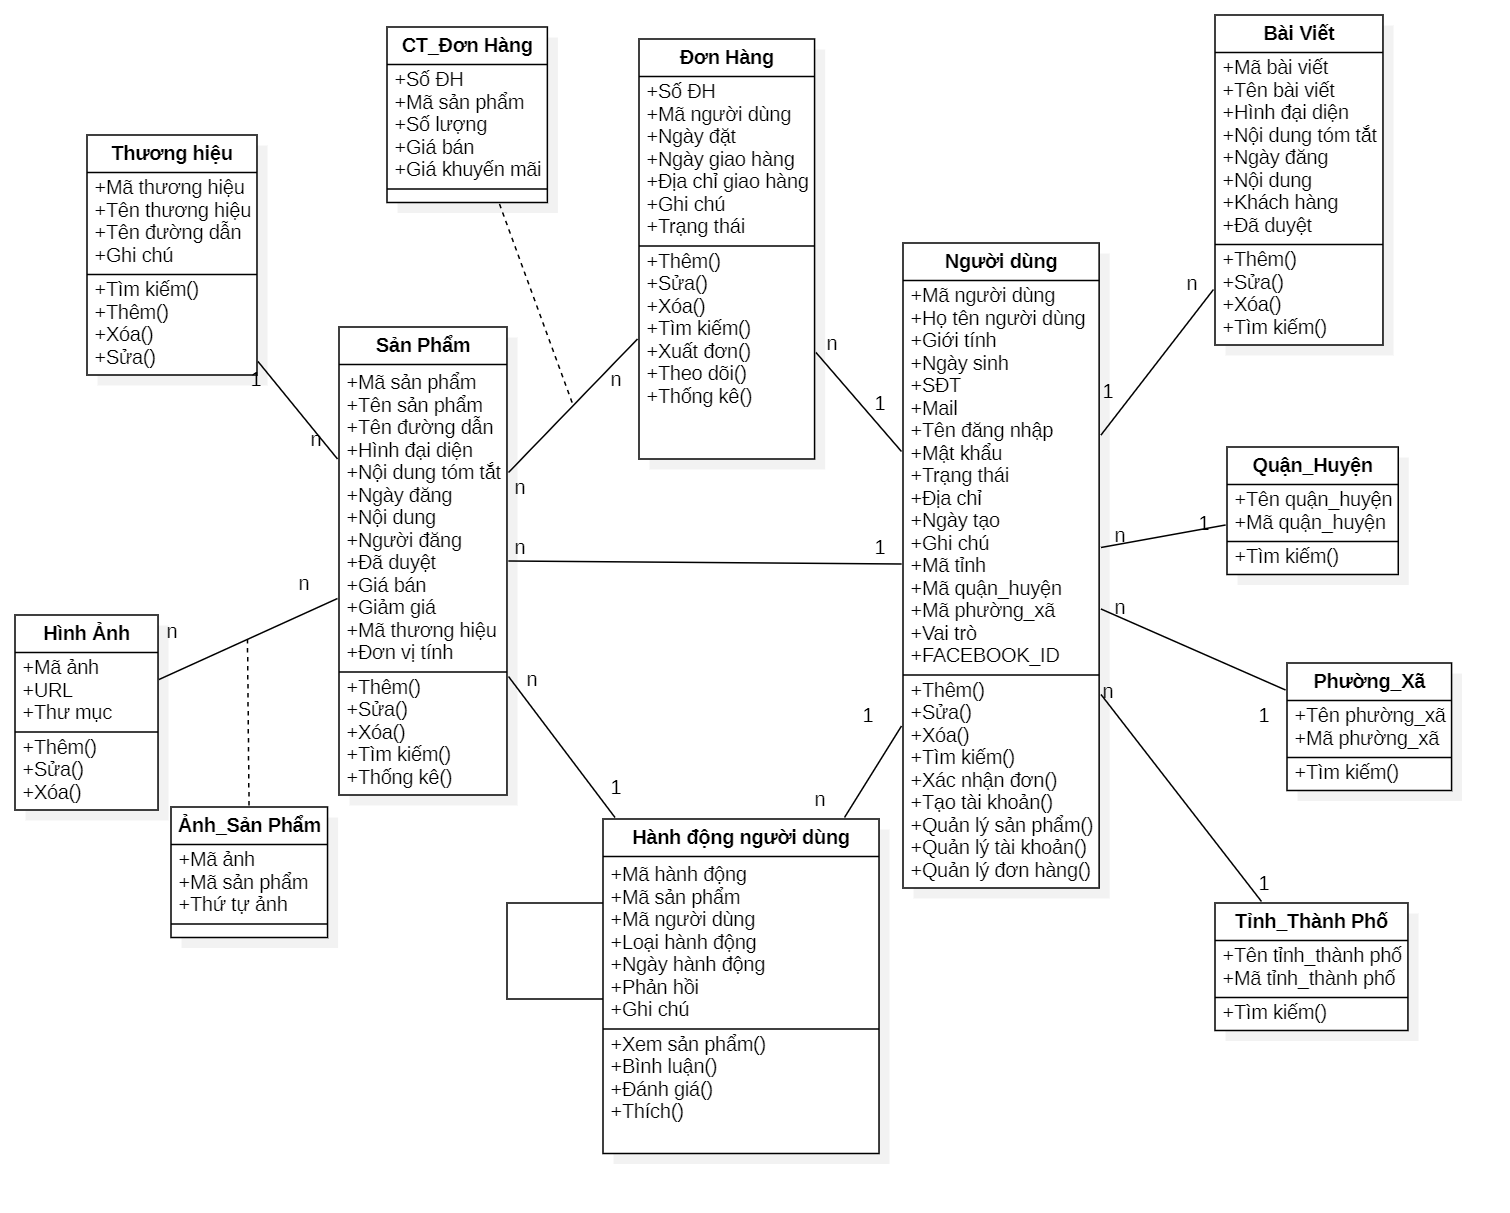 CT_Đơn Hàng
+Số ĐH
+Mã sản phẩm
+Số lượng
+Giá bán
+Giá khuyến mãi
Đơn Hàng
+Số ĐH
+Mã người dùng
+Ngày đặt
+Ngày giao hàng
+Địa chỉ giao hàng
+Ghi chú
+Trạng thái
+Thêm()
+Sửa()
+Xóa()
+Tìm kiếm()
+Xuất đơn()
+Theo dõi()
+Thống kê()
Bài Viết
+Mã bài viết
+Tên bài viết
+Hình đại diện
+Nội dung tóm tắt
+Ngày đăng
+Nội dung
+Khách hàng
+Đã duyệt
+Thêm()
+Sửa()
+Xóa()
+Tìm kiếm()
Thương hiệu
+Mã thương hiệu
+Tên thương hiệu
+Tên đường dẫn
+Ghi chú
+Tìm kiếm()
+Thêm()
+Xóa()
+Sửa()
1
n
Sản Phẩm
+Mã sản phẩm
+Tên sản phẩm
+Tên đường dẫn
+Hình đại diện
+Nội dung tóm tắt
+Ngày đăng
+Nội dung
+Người đăng
+Đã duyệt
+Giá bán
+Giảm giá
+Mã thương hiệu
+Đơn vị tính
+Thêm()
+Sửa()
+Xóa()
+Tìm kiếm()
+Thống kê()
n
n
n
1
n
1
Người dùng
+Mã người dùng
+Họ tên người dùng
+Giới tính
+Ngày sinh
+SĐT
+Mail
+Tên đăng nhập
+Mật khẩu
+Trạng thái
+Địa chỉ
+Ngày tạo
+Ghi chú
+Mã tỉnh
+Mã quận_huyện
+Mã phường_xã
+Vai trò
+FACEBOOK_ID
+Thêm()
+Sửa()
+Xóa()
+Tìm kiếm()
+Xác nhận đơn()
+Tạo tài khoản()
+Quản lý sản phẩm()
+Quản lý tài khoản()
+Quản lý đơn hàng()
n
1
n
1
Quận_Huyện
+Tên quận_huyện
+Mã quận_huyện
+Tìm kiếm()
n
1
Phường_Xã
+Tên phường_xã
+Mã phường_xã
+Tìm kiếm()
n
1
Tỉnh_Thành Phố
+Tên tỉnh_thành phố
+Mã tỉnh_thành phố
+Tìm kiếm()
Hình Ảnh
+Mã ảnh
+URL
+Thư mục
+Thêm()
+Sửa()
+Xóa()
n
n
Ảnh_Sản Phẩm
+Mã ảnh
+Mã sản phẩm
+Thứ tự ảnh
n
1
1
n
Hành động người dùng
+Mã hành động
+Mã sản phẩm
+Mã người dùng
+Loại hành động
+Ngày hành động
+Phản hồi
+Ghi chú
+Xem sản phẩm()
+Bình luận()
+Đánh giá()
+Thích()